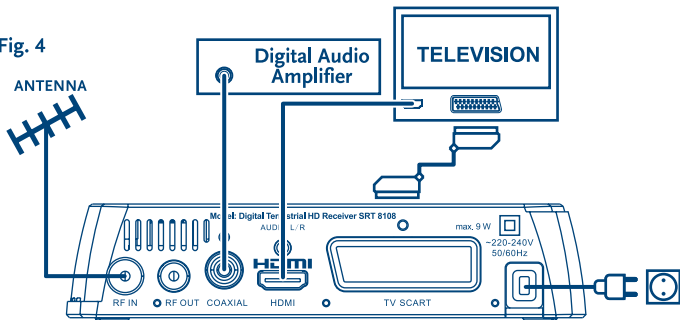 Fig. 4
ANTENNA
Digital Audio
Amplifier
TELEVISION
Model: Digital Terrestrial HD Receiver SRT 8108
AUDIO L/R
max. 9 W
~220-240V
50/60Hz
HDMI
RF IN
RF OUT
COAXIAL
HDMI
TV SCART